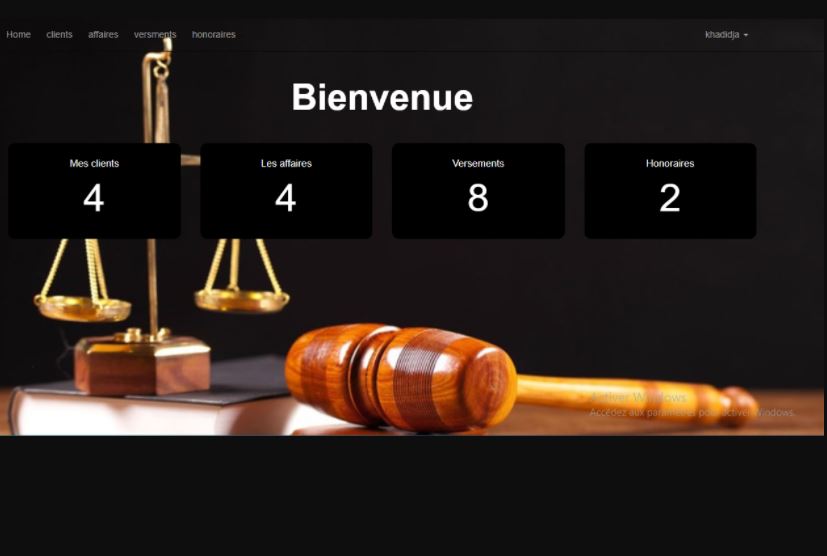 Home clients affaires versments honoraires khadidja
Bienvenue
Mes clients Les affaires Versements Honoraires
4 4 8 2
Activer Windows
Accédez aux paramètres pour activer Windows.